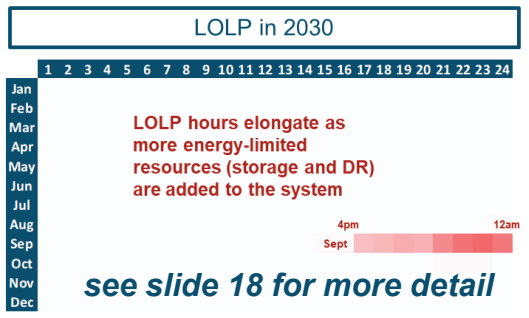 LOLP in 2030
1 2 3 4 5 6 7 8 9 10 11 12 13 14 15 16 17 18 19 20 21 22 23 24
Jan
Feb
Mar
Apr
May
Jun
Jul
Aug
Sep
Oct
Nov
Dec
LOLP hours elongate as
more energy-limited
resources (storage and DR)
are added to the system
4pm 12am
Sept
see slide 18 for more detail